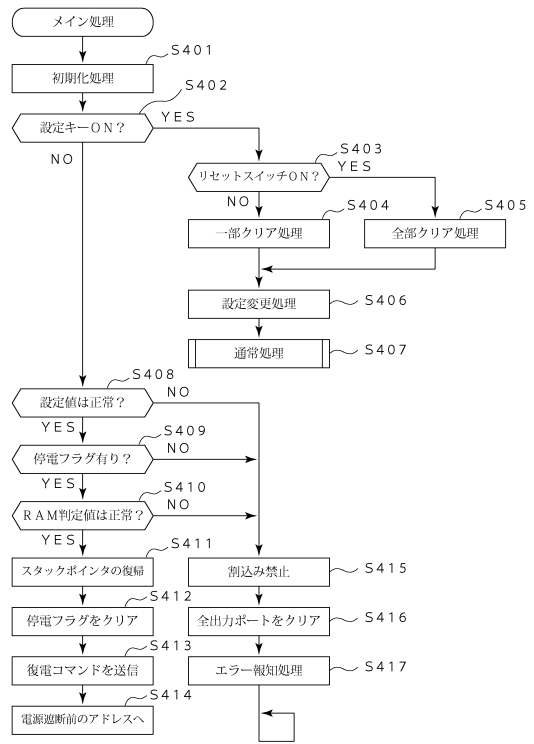 メイン処理
S401
初期化処理
S402
設定キーON？
YES
NO
S403
リセットスイッチON？
YES
NO
S404
一部クリア処理
S405
全部クリア処理
設定変更処理
S406
通常処理
S407
S408
設定値は正常？
NO
YES
S409
停電フラグ有り？
NO
YES
S410
RAM判定値は正常？
NO
YES
S411
スタックポインタの復帰
割込み禁止
S415
S412
停電フラグをクリア
全出力ポートをクリア
S416
S413
復電コマンドを送信
エラー報知処理
S417
S414
電源遮断前のアドレスへ